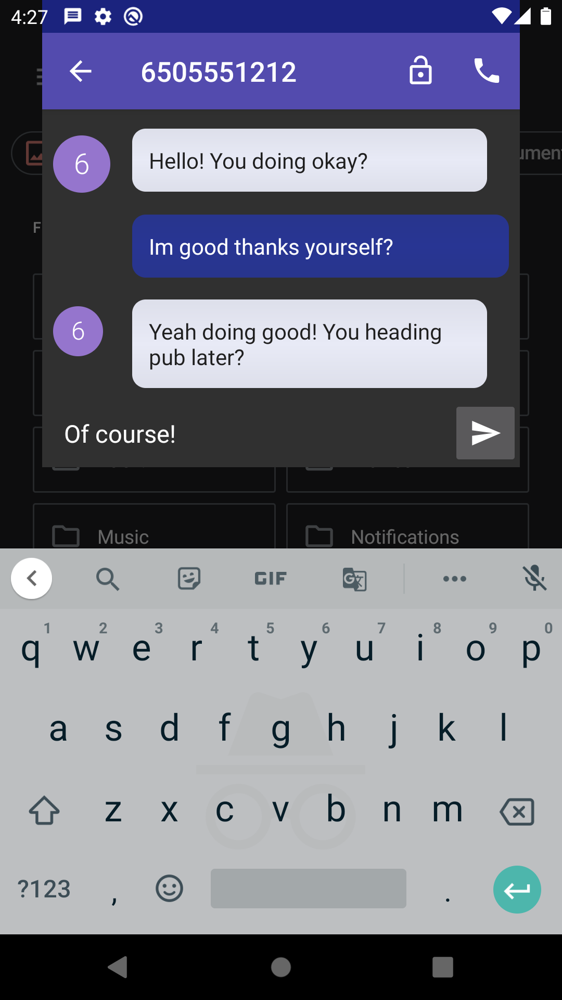 4:27
6505551212
6
Hello! You doing okay?
Im good thanks yourself?
6
Yeah doing good! You heading
pub later?
Of course!
Music
Notifications
GIF
1 2 3 4 5 6 7 8 9 0
q w e r t y u i o p
a s d f g h j k l
z x c v b n m
?123 , .